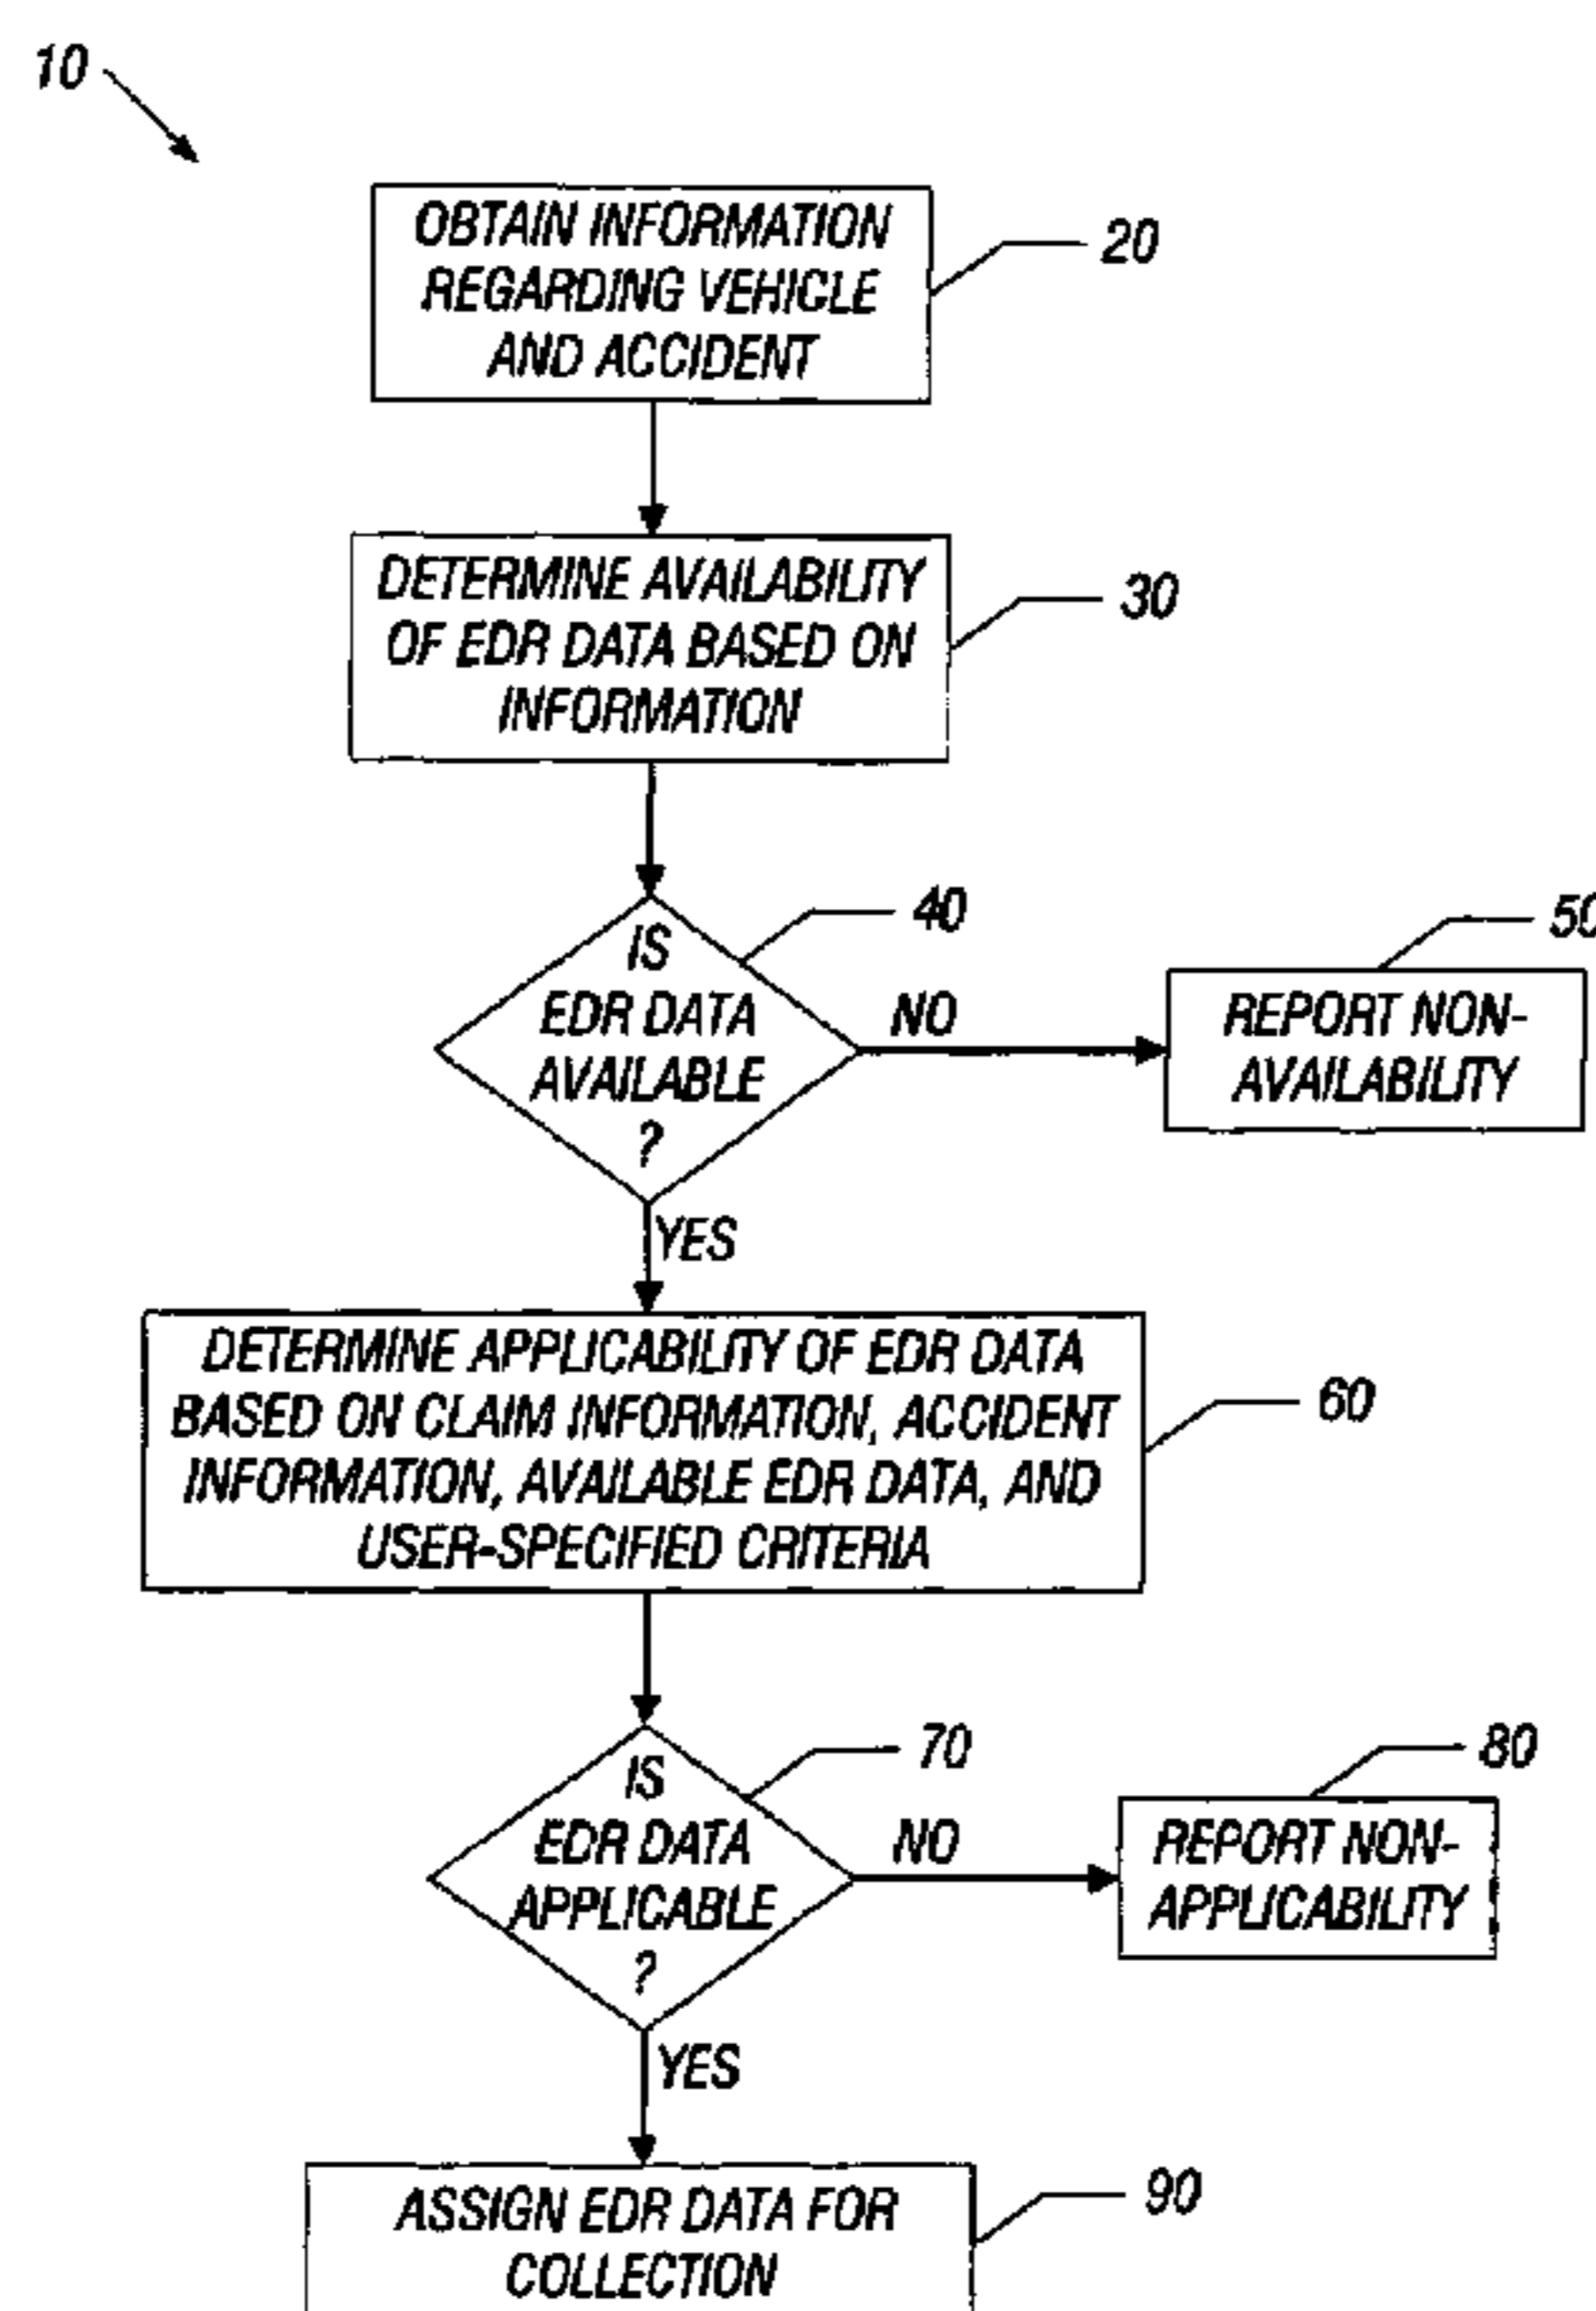 10
OBTAIN INFORMATION
REGARDING VEHICLE
AND ACCIDENT
20
DETERMINE AVAILABILITY
OF EDR DATA BASED ON
INFORMATION
30
IS
EDR DATA
AVAILABLE
?
40
NO
50
REPORT NON-
AVAILABILITY
YES
DETERMINE APPLICABILITY OF EDR DATA
BASED ON CLAIM INFORMATION, ACCIDENT
INFORMATION, AVAILABLE EDR DATA, AND
USER-SPECIFIED CRITERIA
60
IS
EDR DATA
APPLICABLE
?
70
NO
80
REPORT NON-
APPLICABILITY
YES
ASSIGN EDR DATA FOR
COLLECTION
90